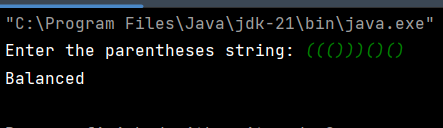 "C:\Program Files\Java\jdk-21\bin\java.exe"
Enter the parentheses string: ((()))()()
Balanced